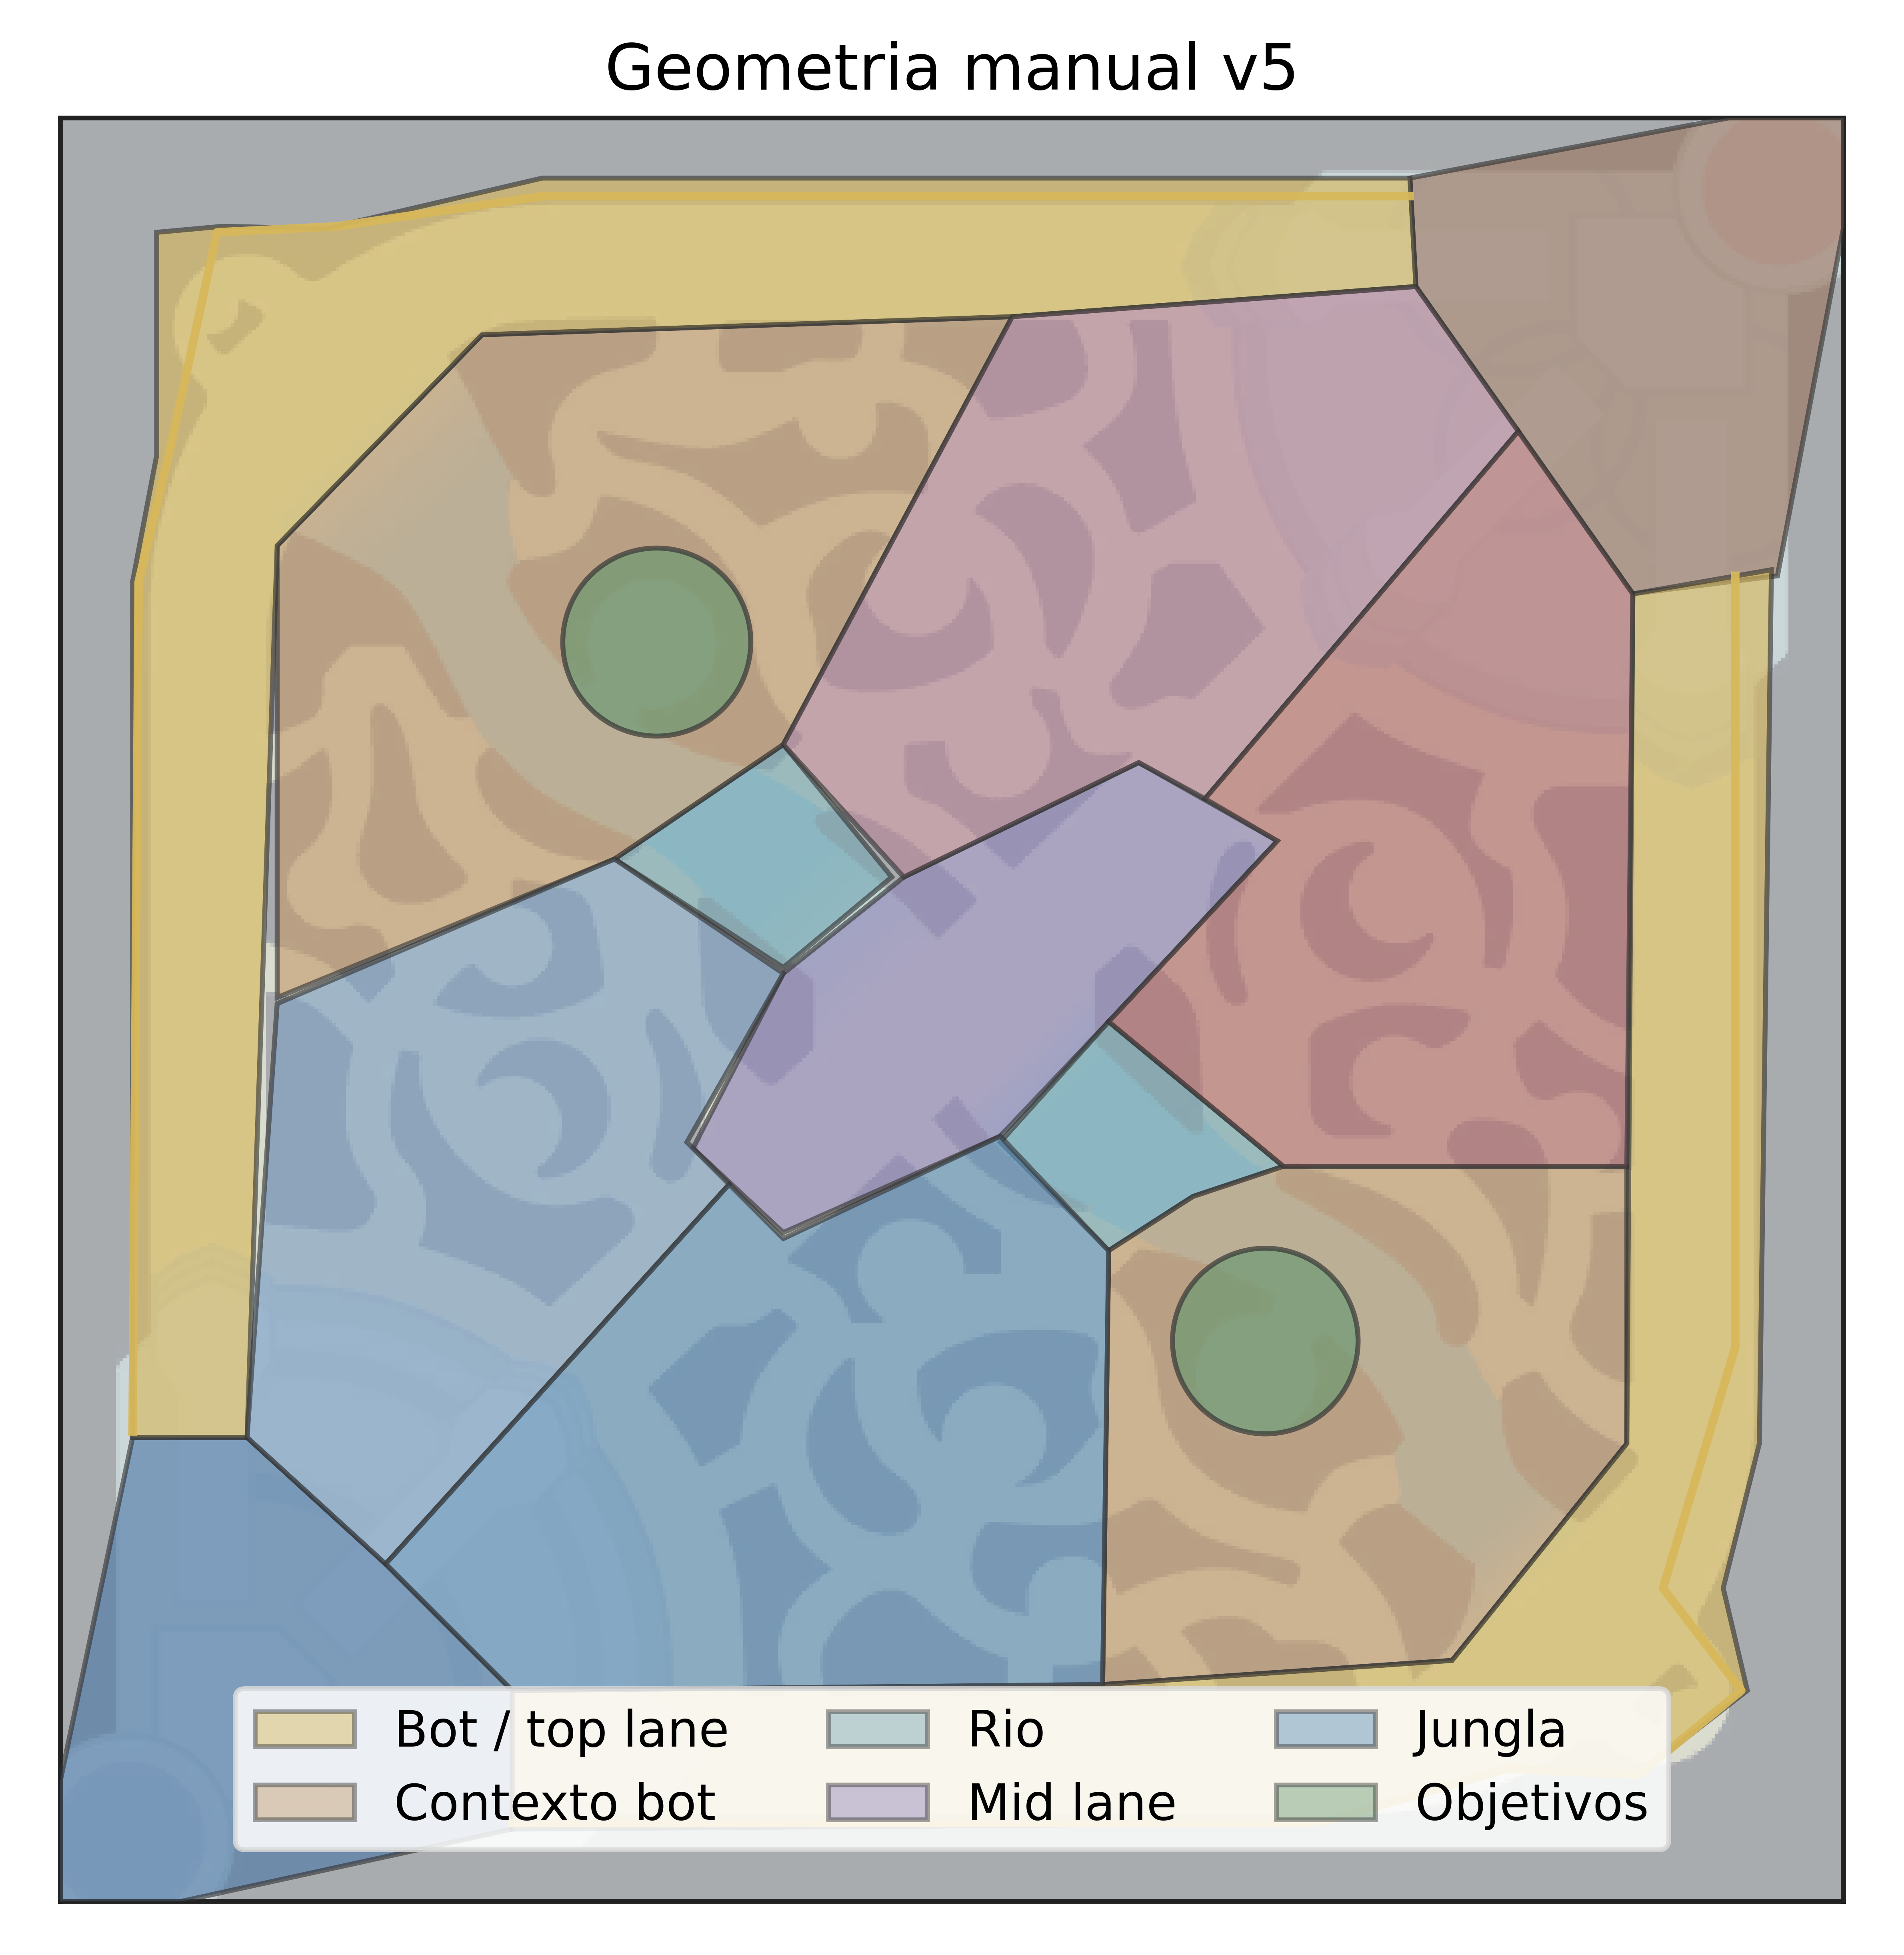 Geometria manual v5
Bot / top lane
Rio
Jungla
Contexto bot
Mid lane
Objetivos